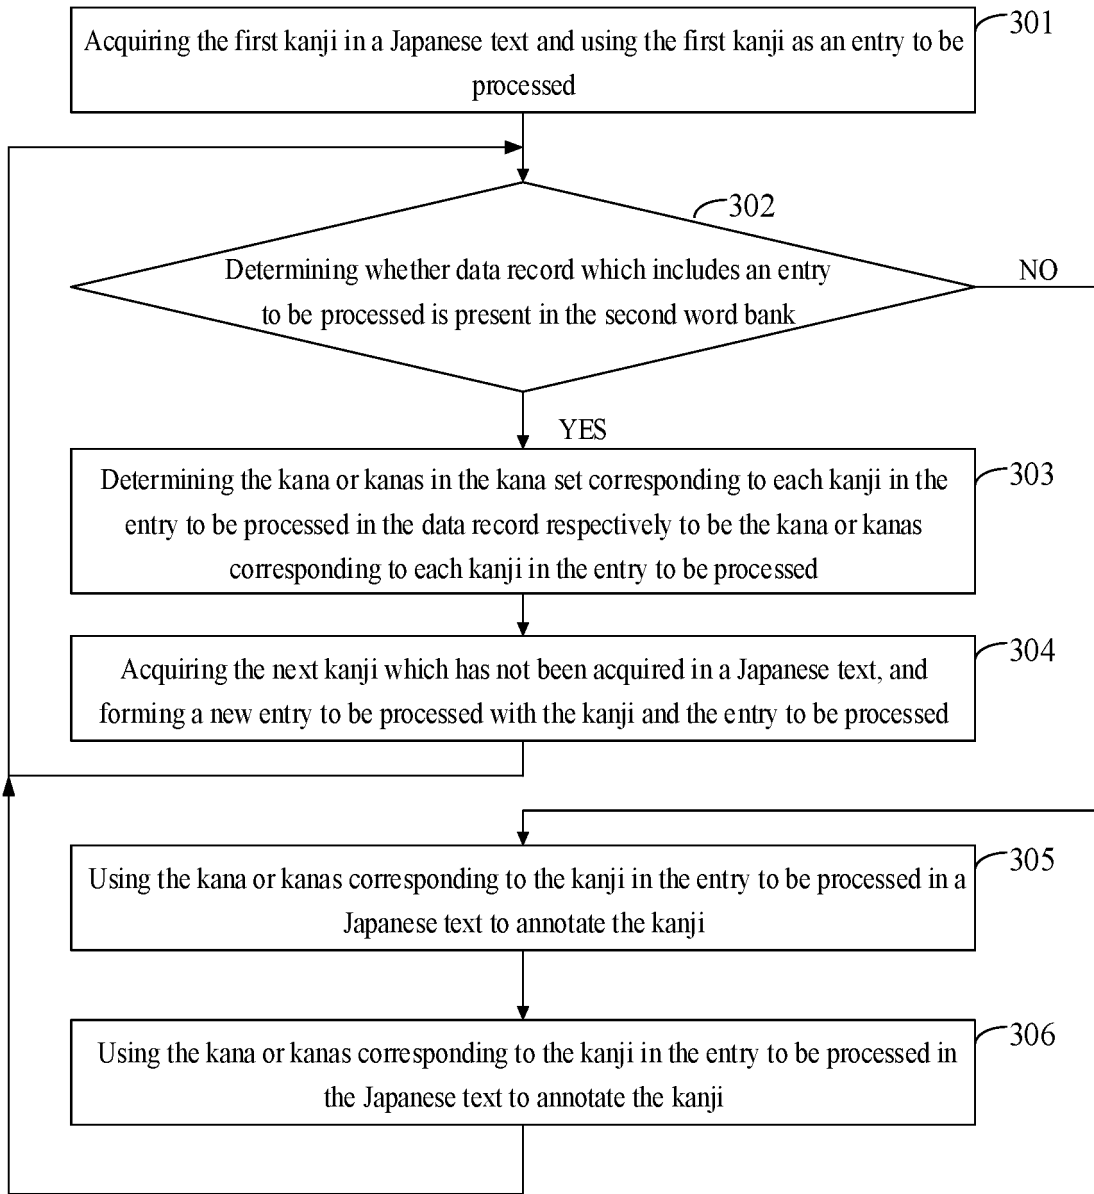 301
Acquiring the first kanji in a Japanese text and using the first kanji as an entry to be
processed
302
Determining whether data record which includes an entry
to be processed is present in the second word bank
NO
YES
303
Determining the kana or kanas in the kana set corresponding to each kanji in the
entry to be processed in the data record respectively to be the kana or kanas
corresponding to each kanji in the entry to be processed
304
Acquiring the next kanji which has not been acquired in a Japanese text, and
forming a new entry to be processed with the kanji and the entry to be processed
305
Using the kana or kanas corresponding to the kanji in the entry to be processed in a
Japanese text to annotate the kanji
306
Using the kana or kanas corresponding to the kanji in the entry to be processed in
the Japanese text to annotate the kanji